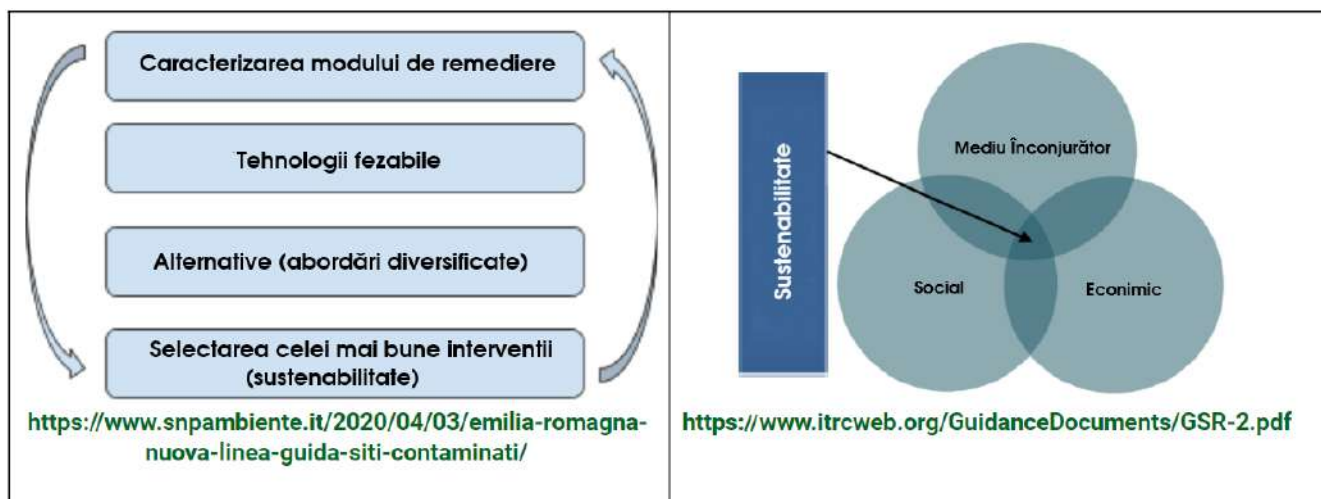 Caracterizarea modului de remediere
Tehnologii fezabile
Alternative (abordări diversificate)
Selectarea celei mai bune interventii
(sustenabilitate)
https://www.snpambiente.it/2020/04/03/emilia-romagna-
nuova-linea-guida-siti-contaminati/
Sustenabilitate
Mediu Înconjurător
Social
Econimic
https://www.itrcweb.org/GuidanceDocuments/GSR-2.pdf